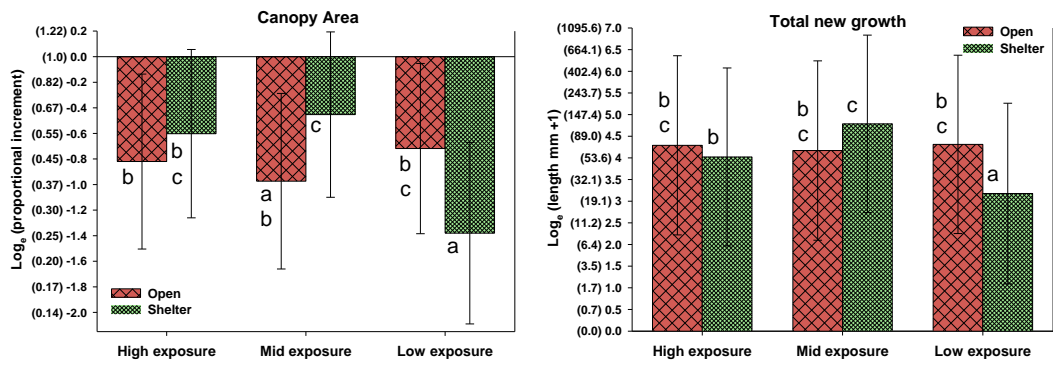 Canopy Area
Log e (proportional increment)
(1.22) 0.2
(1.0) 0.0
(0.82) -0.2
(0.67) -0.4
(0.55) -0.6
(0.45) -0.8
(0.37) -1.0
(0.30) -1.2
(0.25) -1.4
(0.20) -1.6
(0.17) -1.8
(0.14) -2.0
b
b
c
a
b
c
b
c
a
Open
Shelter
High exposure
Mid exposure
Low exposure
Total new growth
Open
Shelter
Log e (length mm +1)
(1095.6) 7.0
(664.1) 6.5
(402.4) 6.0
(243.7) 5.5
(147.4) 5.0
(89.0) 4.5
(53.6) 4
(32.1) 3.5
(19.1) 3
(11.2) 2.5
(6.4) 2.0
(3.5) 1.5
(1.7) 1.0
(0.7) 0.5
(0.0) 0.0
b
c
b
b
c
c
b
c
a
High exposure
Mid exposure
Low exposure